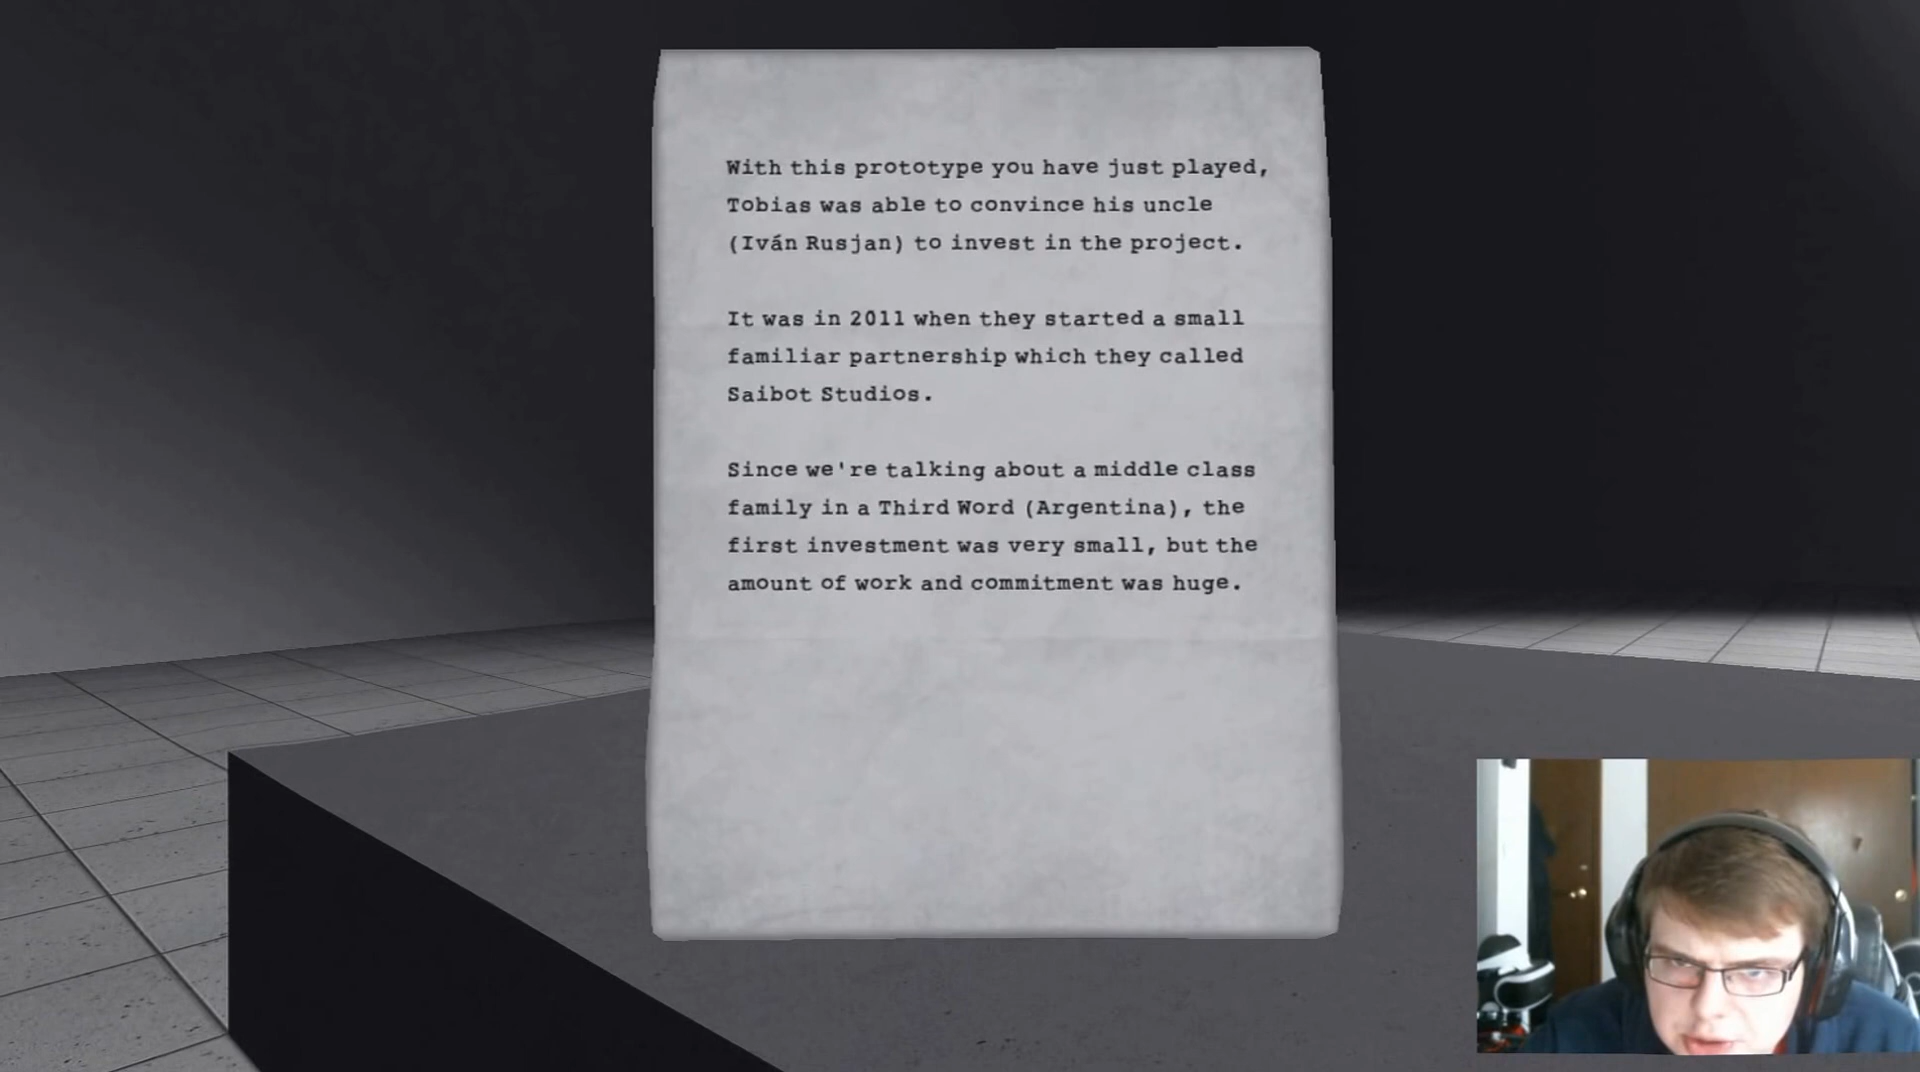 With this prototype you have just played,
Tobias was able to convince his uncle
(Iván Rusjan) to invest in the project.
It was in 2011 when they started a small
familiar partnership which they called
Saibot Studios.
Since we're talking about a middle class
family in a Third Word (Argentina), the
first investment was very small, but the
amount of work and commitment was huge.